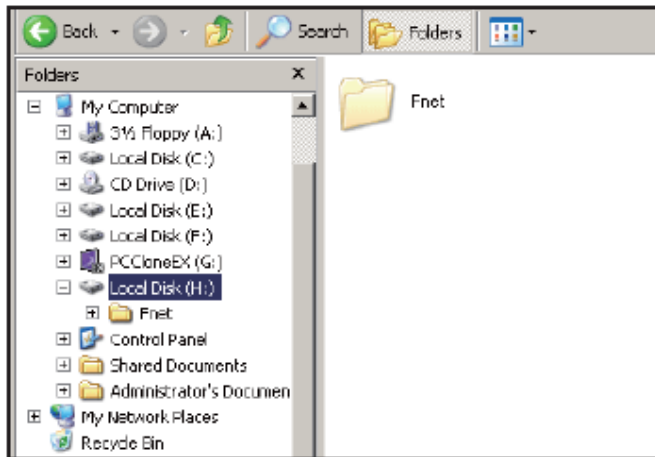 Back Search Folders
Folders x
My Computer
3½ Floppy (A:)
Local Disk (C:)
CD Drive (D:)
Local Disk (E:)
Local Disk (F:)
PCCloneEX (G:)
Local Disk (H:)
Fnet
Control Panel
Shared Documents
Administrator's Documen
My Network Places
Recycle Bin
Fnet